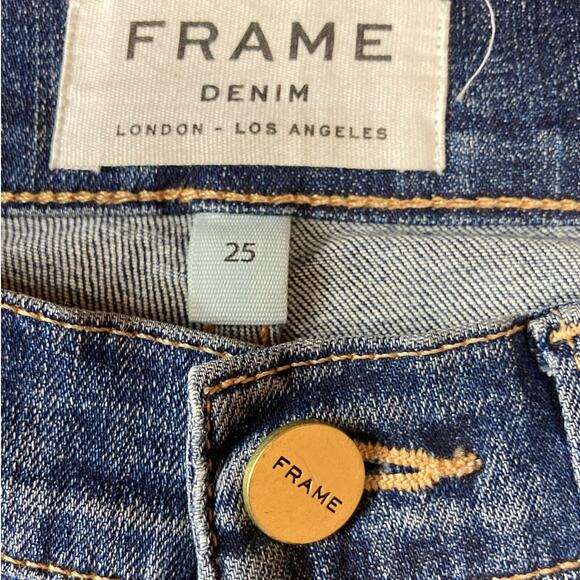 FRAME
DENIM
LONDON - LOS ANGELES
25
FRAME